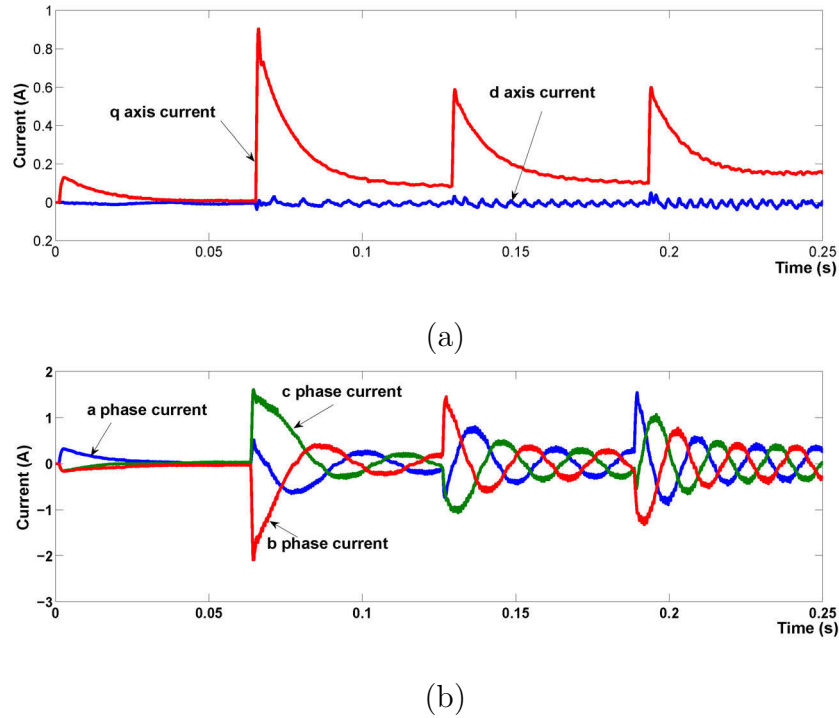 1
0.8
0.6
0.4
0.2
0
0.2
Current (A)
q axis current
d axis current
0
0.05
0.1
0.15
0.2
0.25
Time (s)
(a)
2
1
0
−1
−2
−3
Current (A)
a phase current
c phase current
b phase current
0
0.05
0.1
0.15
0.2
0.25
Time (s)
(b)